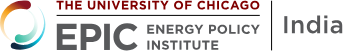 THE UNIVERSITY OF CHICAGO
EPIC ENERGY POLICY INSTITUTE
India